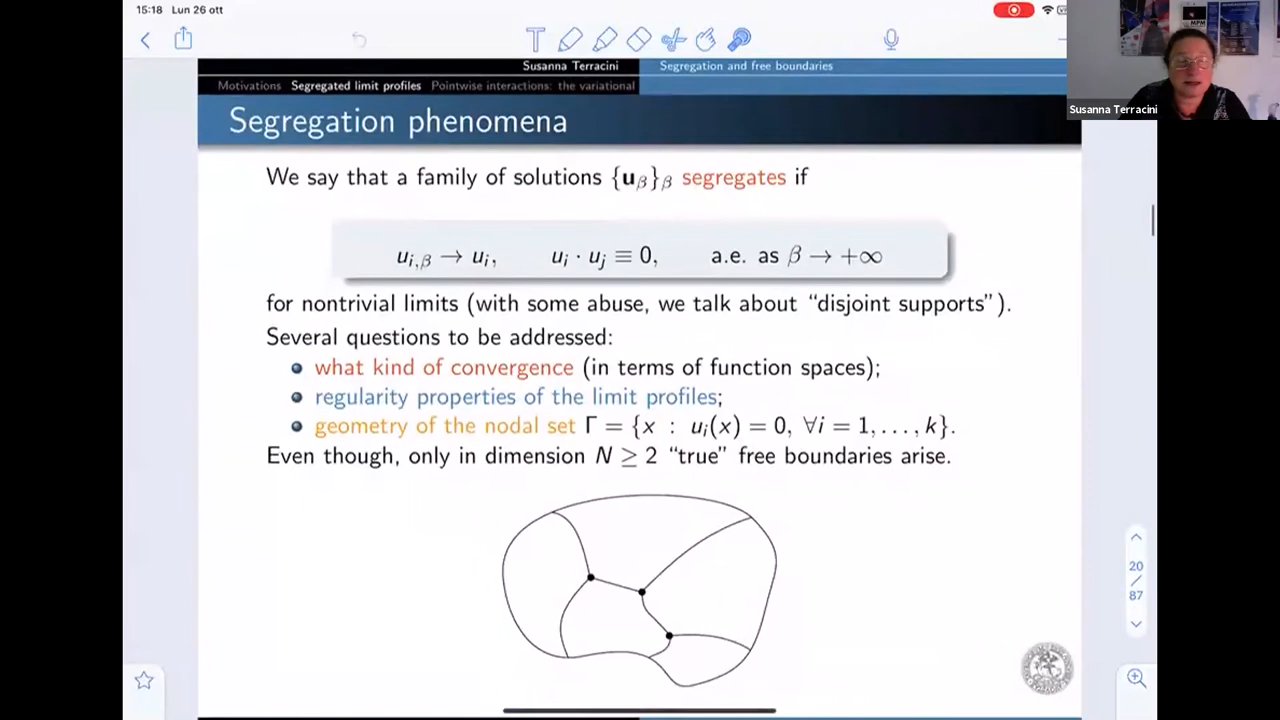 15:18 Lun 26 ott
Susanna Terracini
Segregation and free boundaries
Motivations Segregated limit profiles Pointwise interactions: the variational
Susanna Terracini
Segregation phenomena
We say that a family of solutions {𝐮_β}_β segregates if
u_{i,β} → u_i, u_i · u_j ≡ 0, a.e. as β → +∞
for nontrivial limits (with some abuse, we talk about “disjoint supports”).
Several questions to be addressed:
what kind of convergence (in terms of function spaces);
regularity properties of the limit profiles;
geometry of the nodal set Γ = {x : u_i(x) = 0, ∀i = 1, . . . , k}.
Even though, only in dimension N ≥ 2 “true” free boundaries arise.
20
/
87